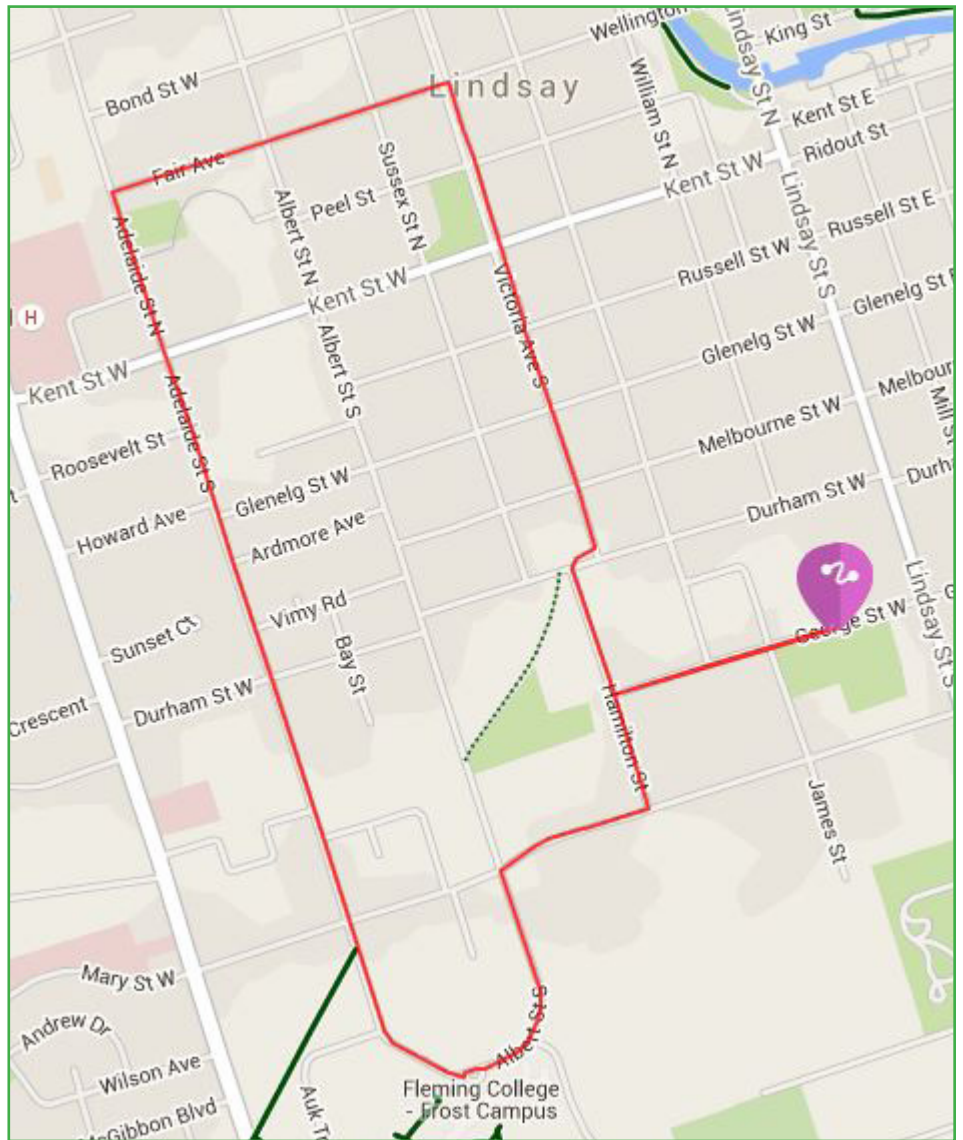 Wellington
King St
Lindsay St N
Bond St W
Lindsay
William St N
Kent St E
Ridout St
Fair Ave
Sussex St N
Kent St W
Peel St
Albert St N
Lindsay St S
Russell St E
Russell St W
Adelaide St N
Kent St W
Victoria Ave S
Glenelg St E
H
Glenelg St W
Albert St S
Kent St W
Adelaide St S
Melbour
Mill St
Melbourne St W
Roosevelt St
Glenelg St W
Durh
Durham St W
Howard Ave
Ardmore Ave
Lindsay St S
Vimy Rd
George St W
G
Sunset Ct
Bay St
Durham St W
Crescent
Hamilton St
James St
Mary St W
Andrew Dr
Albert St S
Wilson Ave
Fleming College
- Frost Campus
Auk Tr
McGibbon Blvd